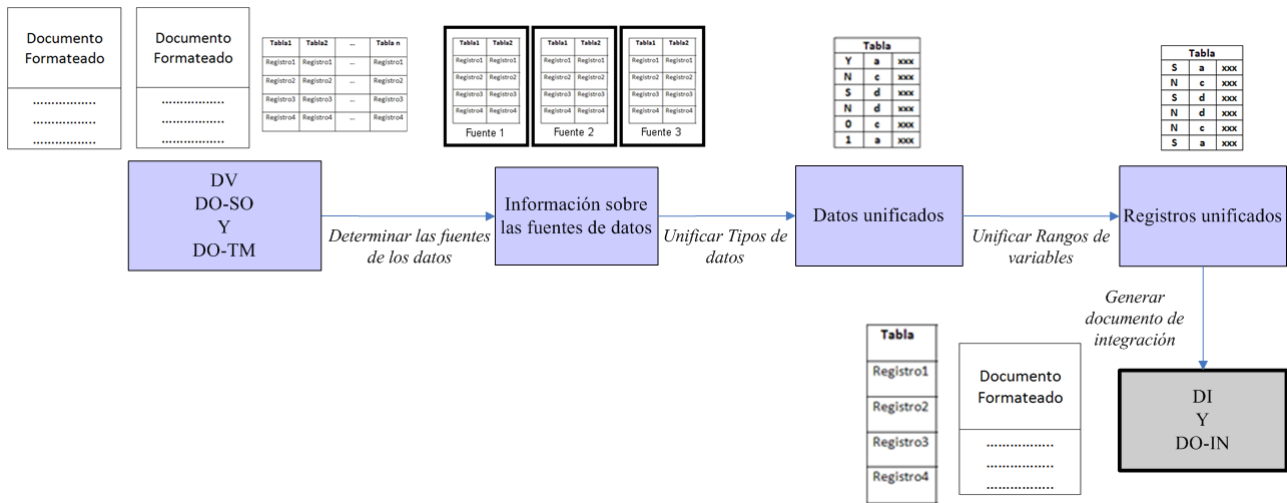 Documento
Formateado
.................
.................
.................
Documento
Formateado
.................
.................
.................
Tabla1 Tabla2 ... Tabla n
Registro1 Registro1 ... Registro1
Registro2 Registro2 ... Registro2
Registro3 Registro3 ... Registro3
Registro4 Registro4 ... Registro4
Tabla1 Tabla2
Registro1 Registro1
Registro2 Registro2
Registro3 Registro3
Registro4 Registro4
Fuente 1
Tabla1 Tabla2
Registro1 Registro1
Registro2 Registro2
Registro3 Registro3
Registro4 Registro4
Fuente 2
Tabla1 Tabla2
Registro1 Registro1
Registro2 Registro2
Registro3 Registro3
Registro4 Registro4
Fuente 3
Tabla
Y a xxx
N c xxx
S d xxx
N d xxx
0 c xxx
1 a xxx
Tabla
S a xxx
N c xxx
S d xxx
N d xxx
N c xxx
S a xxx
DV
DO-SO
Y
DO-TM
Determinar las fuentes
de los datos
Información sobre
las fuentes de datos
Unificar Tipos de
datos
Datos unificados
Unificar Rangos de
variables
Registros unificados
Generar
documento de
integración
Tabla
Registro1
Registro2
Registro3
Registro4
Documento
Formateado
.................
.................
.................
DI
Y
DO-IN